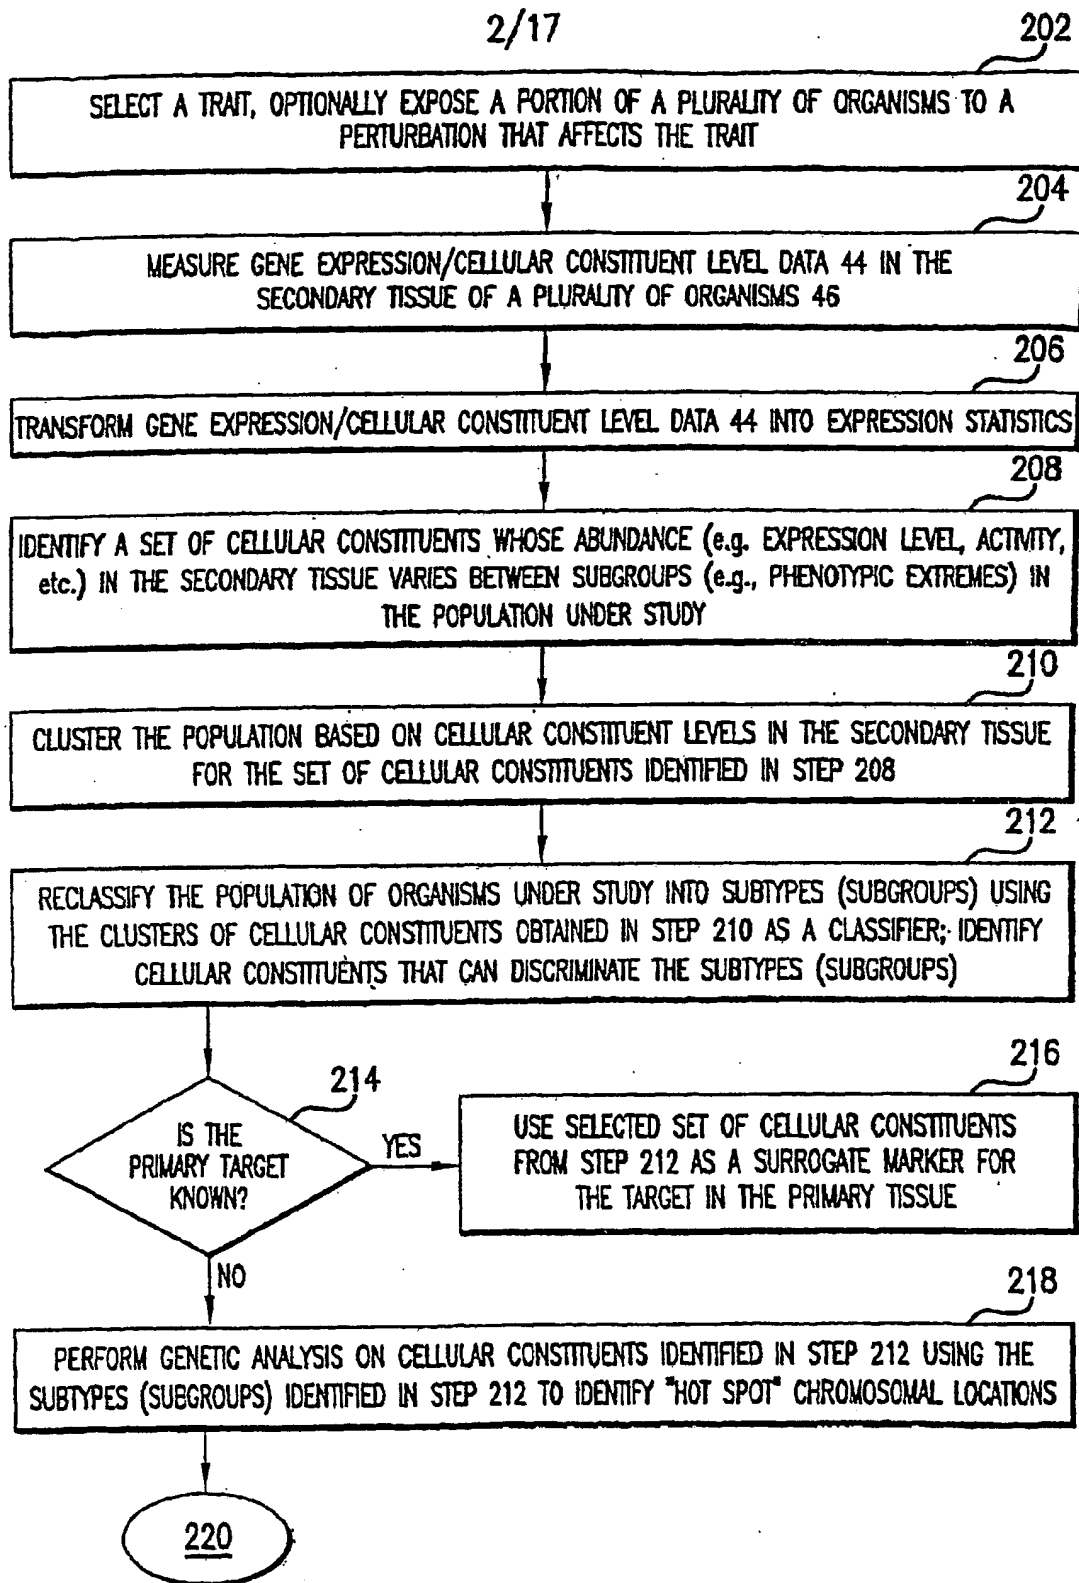 2/17
202
SELECT A TRAIT, OPTIONALLY EXPOSE A PORTION OF A PLURALITY OF ORGANISMS TO A
PERTURBATION THAT AFFECTS THE TRAIT
204
MEASURE GENE EXPRESSION/CELLULAR CONSTITUENT LEVEL DATA 44 IN THE
SECONDARY TISSUE OF A PLURALITY OF ORGANISMS 46
206
TRANSFORM GENE EXPRESSION/CELLULAR CONSTITUENT LEVEL DATA 44 INTO EXPRESSION STATISTICS
208
IDENTIFY A SET OF CELLULAR CONSTITUENTS WHOSE ABUNDANCE (e.g. EXPRESSION LEVEL, ACTIVITY,
etc.) IN THE SECONDARY TISSUE VARIES BETWEEN SUBGROUPS (e.g., PHENOTYPIC EXTREMES) IN
THE POPULATION UNDER STUDY
210
CLUSTER THE POPULATION BASED ON CELLULAR CONSTITUENT LEVELS IN THE SECONDARY TISSUE
FOR THE SET OF CELLULAR CONSTITUENTS IDENTIFIED IN STEP 208
212
RECLASSIFY THE POPULATION OF ORGANISMS UNDER STUDY INTO SUBTYPES (SUBGROUPS) USING
THE CLUSTERS OF CELLULAR CONSTITUENTS OBTAINED IN STEP 210 AS A CLASSIFIER; IDENTIFY
CELLULAR CONSTITUENTS THAT CAN DISCRIMINATE THE SUBTYPES (SUBGROUPS)
214
IS THE
PRIMARY TARGET
KNOWN?
YES
216
USE SELECTED SET OF CELLULAR CONSTITUENTS
FROM STEP 212 AS A SURROGATE MARKER FOR
THE TARGET IN THE PRIMARY TISSUE
NO
218
PERFORM GENETIC ANALYSIS ON CELLULAR CONSTITUENTS IDENTIFIED IN STEP 212 USING THE
SUBTYPES (SUBGROUPS) IDENTIFIED IN STEP 212 TO IDENTIFY "HOT SPOT" CHROMOSOMAL LOCATIONS
220